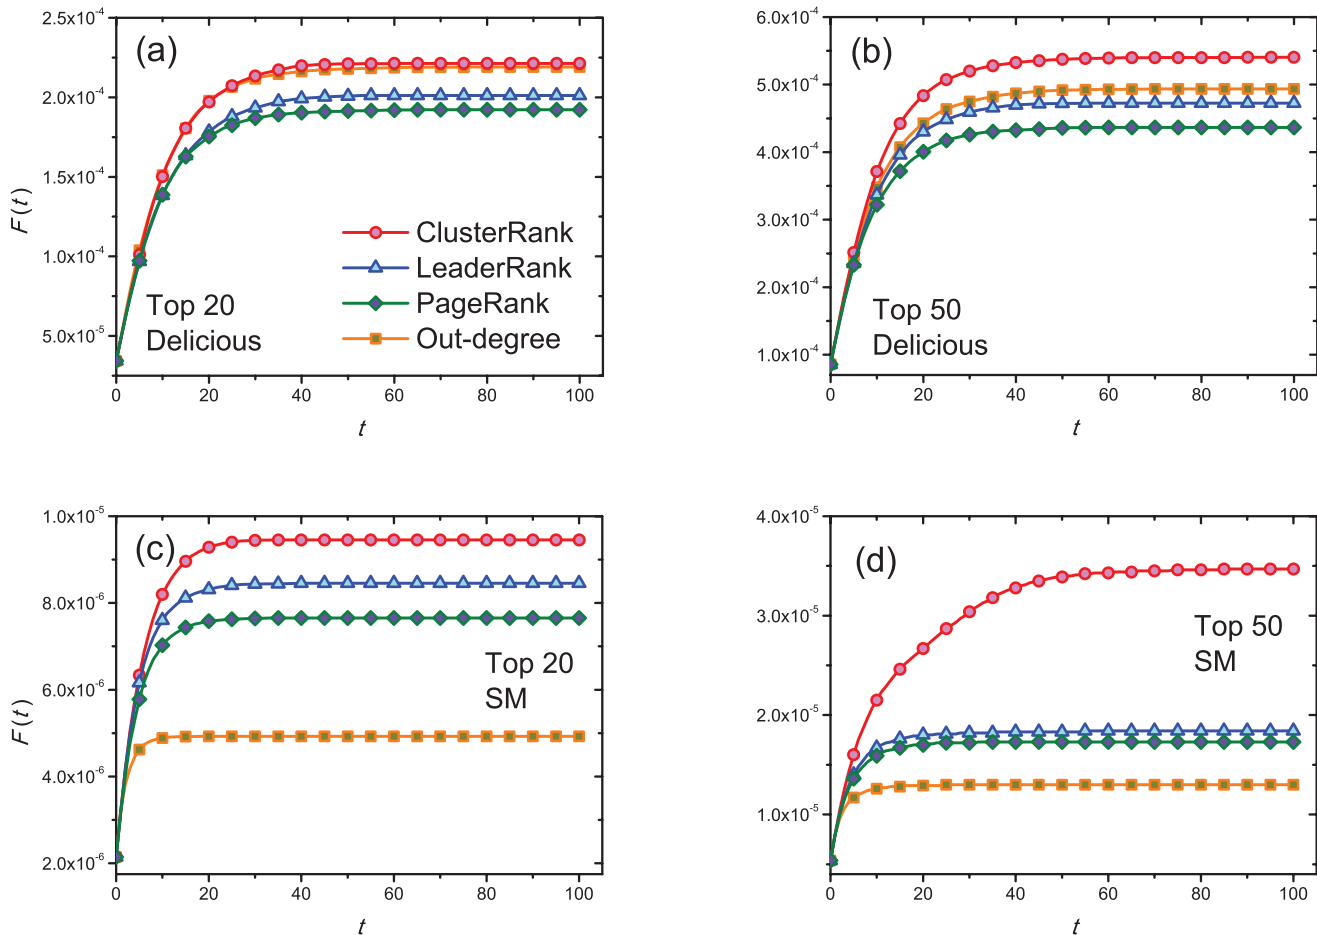 (a)
2.5x10⁻⁴
2.0x10⁻⁴
1.5x10⁻⁴
1.0x10⁻⁴
5.0x10⁻⁵
F(t)
ClusterRank
LeaderRank
PageRank
Out-degree
Top 20
Delicious
0 20 40 60 80 100
t
(b)
6.0x10⁻⁴
5.0x10⁻⁴
4.0x10⁻⁴
3.0x10⁻⁴
2.0x10⁻⁴
1.0x10⁻⁴
Top 50
Delicious
0 20 40 60 80 100
t
(c)
1.0x10⁻⁵
8.0x10⁻⁶
6.0x10⁻⁶
4.0x10⁻⁶
2.0x10⁻⁶
F(t)
Top 20
SM
0 20 40 60 80 100
t
(d)
4.0x10⁻⁵
3.0x10⁻⁵
2.0x10⁻⁵
1.0x10⁻⁵
Top 50
SM
0 20 40 60 80 100
t